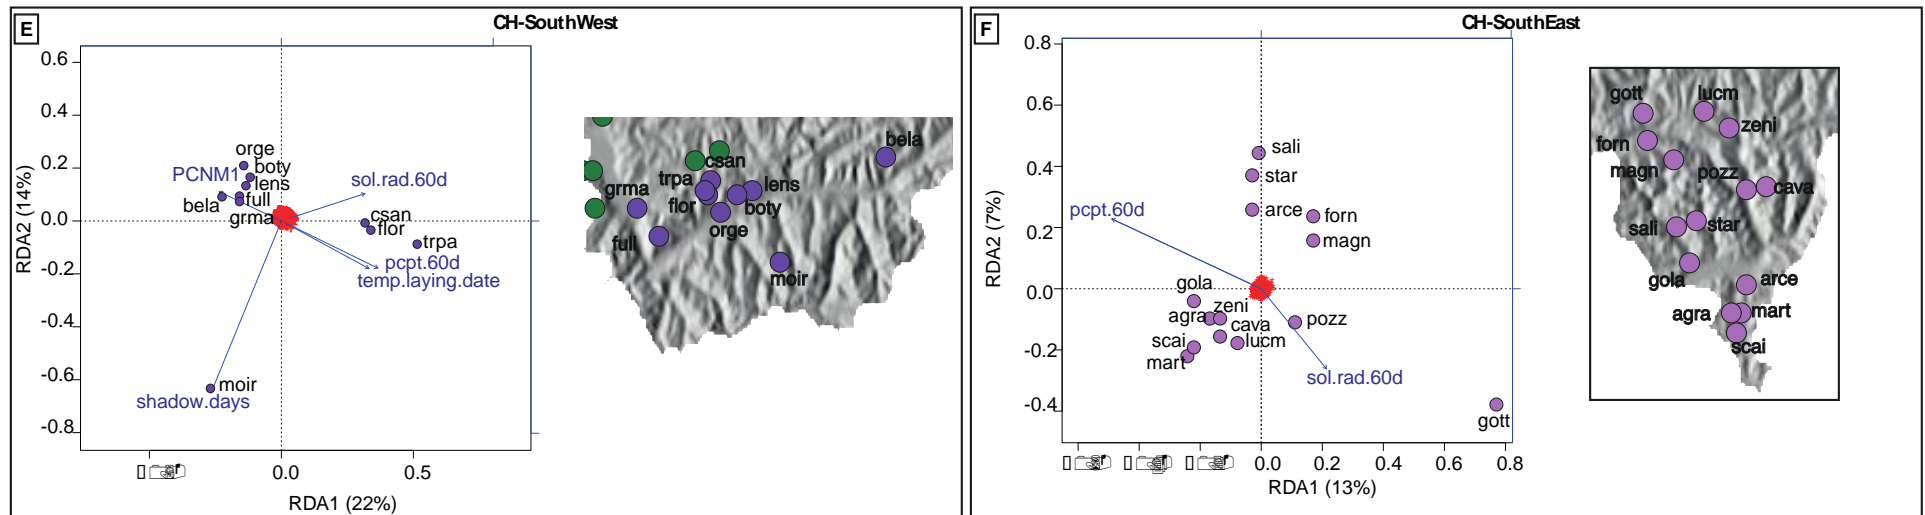 E
CH-SouthWest
0.6
0.4
0.2
0.0
-0.2
-0.4
-0.6
-0.8
RDA2 (14%)
orge
boty
PCNM1
lens
full
bela
grma
sol.rad.60d
csan
flor
trpa
pcpt.60d
temp.laying.date
moir
shadow.days
0.0
0.5
RDA1 (22%)
bela
csan
trpa
lens
grma
flor
boty
orge
full
moir
F
CH-SouthEast
0.8
0.6
0.4
0.2
0.0
-0.2
-0.4
RDA2 (7%)
sali
star
arce
forn
magn
pcpt.60d
gola
zeni
agra
cava
pozz
scai
lucm
mart
sol.rad.60d
gott
0.0
0.2
0.4
0.6
0.8
RDA1 (13%)
gott
lucm
zeni
forn
magn
pozz
cava
sali
star
gola
arce
agra
mart
scai